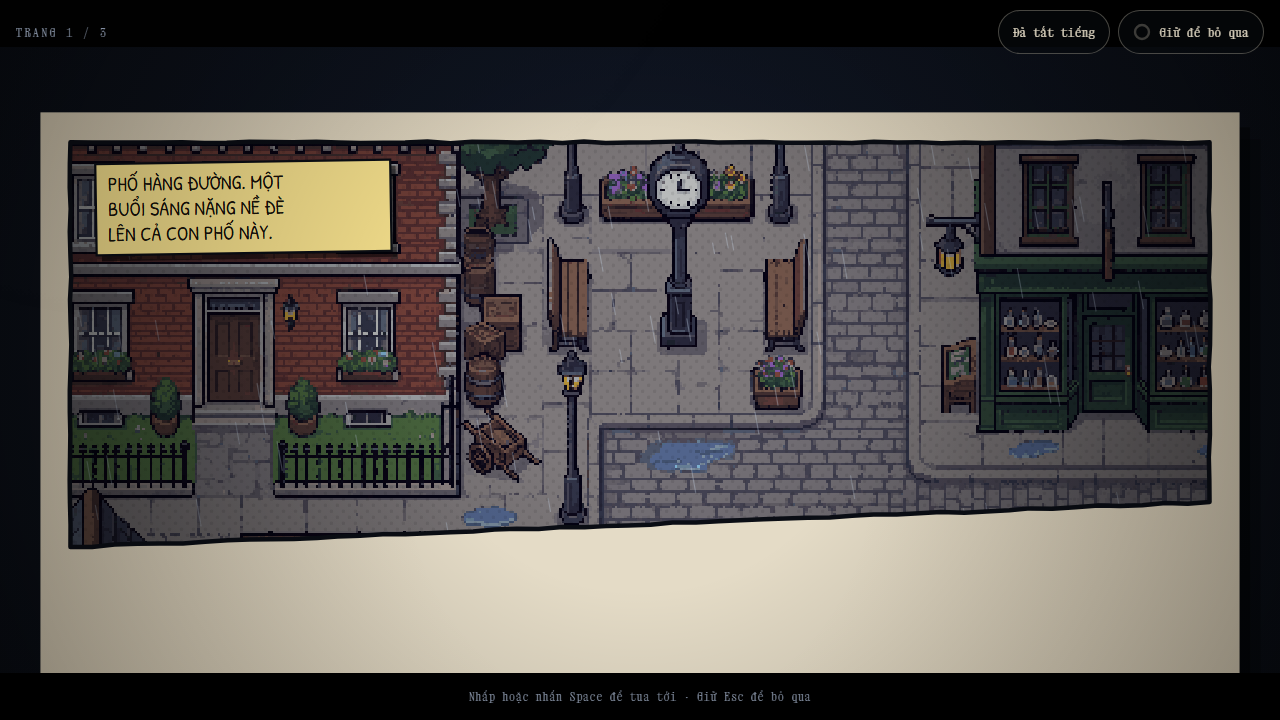 TRANG 1 / 3
Đã tắt tiếng
Giữ để bỏ qua
PHỐ HÀNG ĐƯỜNG. MỘT
BUỔI SÁNG NẶNG NỀ ĐÈ
LÊN CẢ CON PHỐ NÀY.
Nhấp hoặc nhấn Space để tua tới · Giữ Esc để bỏ qua